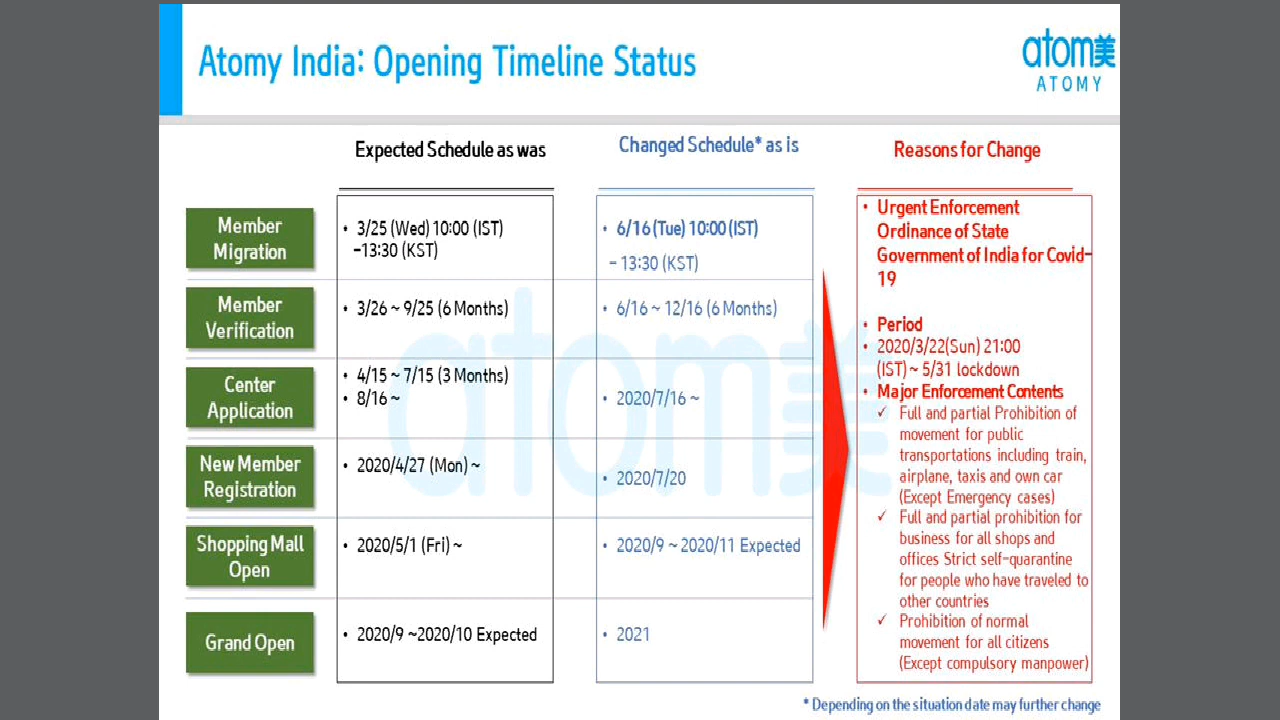 Atomy India: Opening Timeline Status
atom美
ATOMY
Expected Schedule as was
Changed Schedule* as is
Reasons for Change
Member
Migration
• 3/25 (Wed) 10:00 (IST)
-13:30 (KST)
• 6/16 (Tue) 10:00 (IST)
- 13:30 (KST)
Member
Verification
• 3/26 ~ 9/25 (6 Months)
• 6/16 ~ 12/16 (6 Months)
Center
Application
• 4/15 ~ 7/15 (3 Months)
• 8/16 ~
• 2020/7/16 ~
New Member
Registration
• 2020/4/27 (Mon) ~
• 2020/7/20
Shopping Mall
Open
• 2020/5/1 (Fri) ~
• 2020/9 ~ 2020/11 Expected
Grand Open
• 2020/9 ~2020/10 Expected
• 2021
• Urgent Enforcement
Ordinance of State
Government of India for Covid-
19
• Period
• 2020/3/22(Sun) 21:00
(IST) ~ 5/31 lockdown
• Major Enforcement Contents
✓ Full and partial Prohibition of
movement for public
transportations including train,
airplane, taxis and own car
(Except Emergency cases)
✓ Full and partial prohibition for
business for all shops and
offices Strict self-quarantine
for people who have traveled to
other countries
✓ Prohibition of normal
movement for all citizens
(Except compulsory manpower)
atom美
* Depending on the situation date may further change